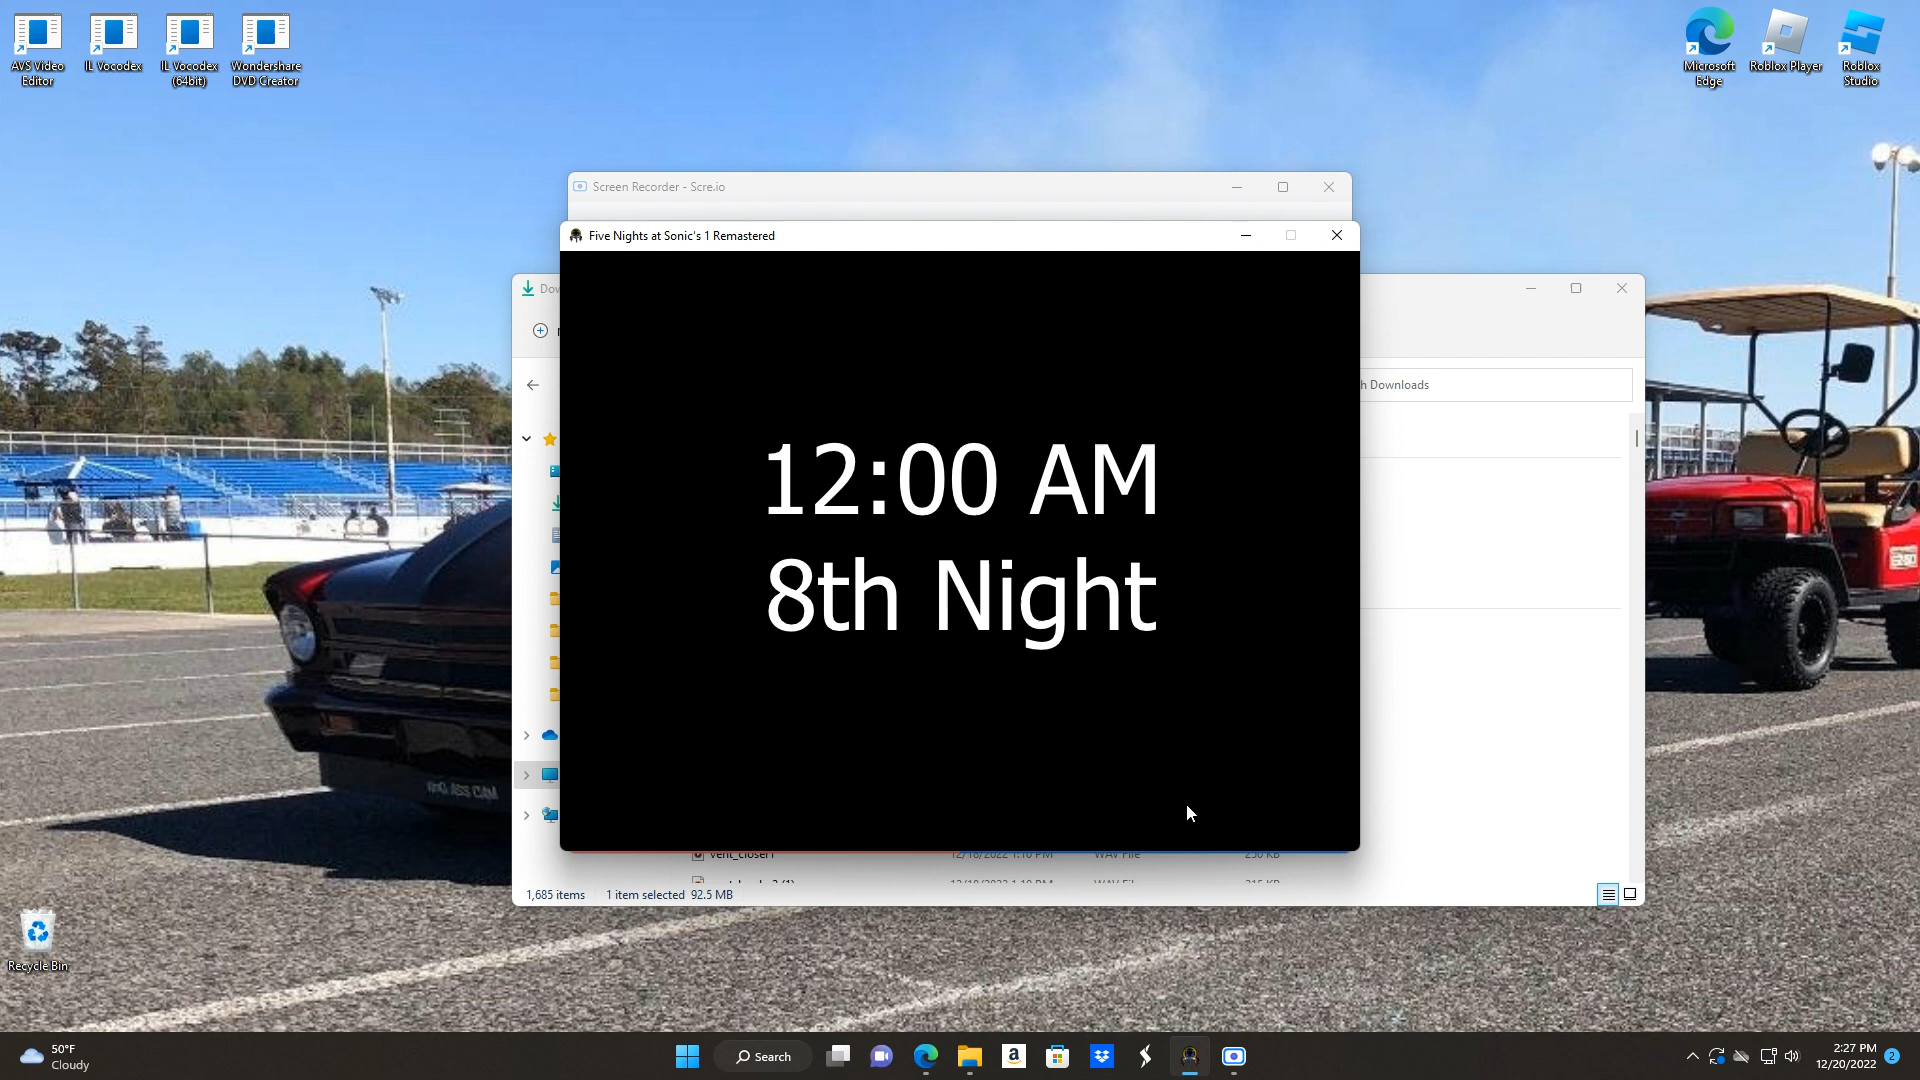 AVS Video
Editor
IL Vocodex
IL Vocodex
(64bit)
Wondershare
DVD Creator
Microsoft
Edge
Roblox Player
Roblox
Studio
Screen Recorder - Scre.io
Five Nights at Sonic's 1 Remastered
Downloads
12:00 AM
8th Night
1,685 items
1 item selected 92.5 MB
Recycle Bin
50°F
Cloudy
Search
2:27 PM
12/20/2022
2